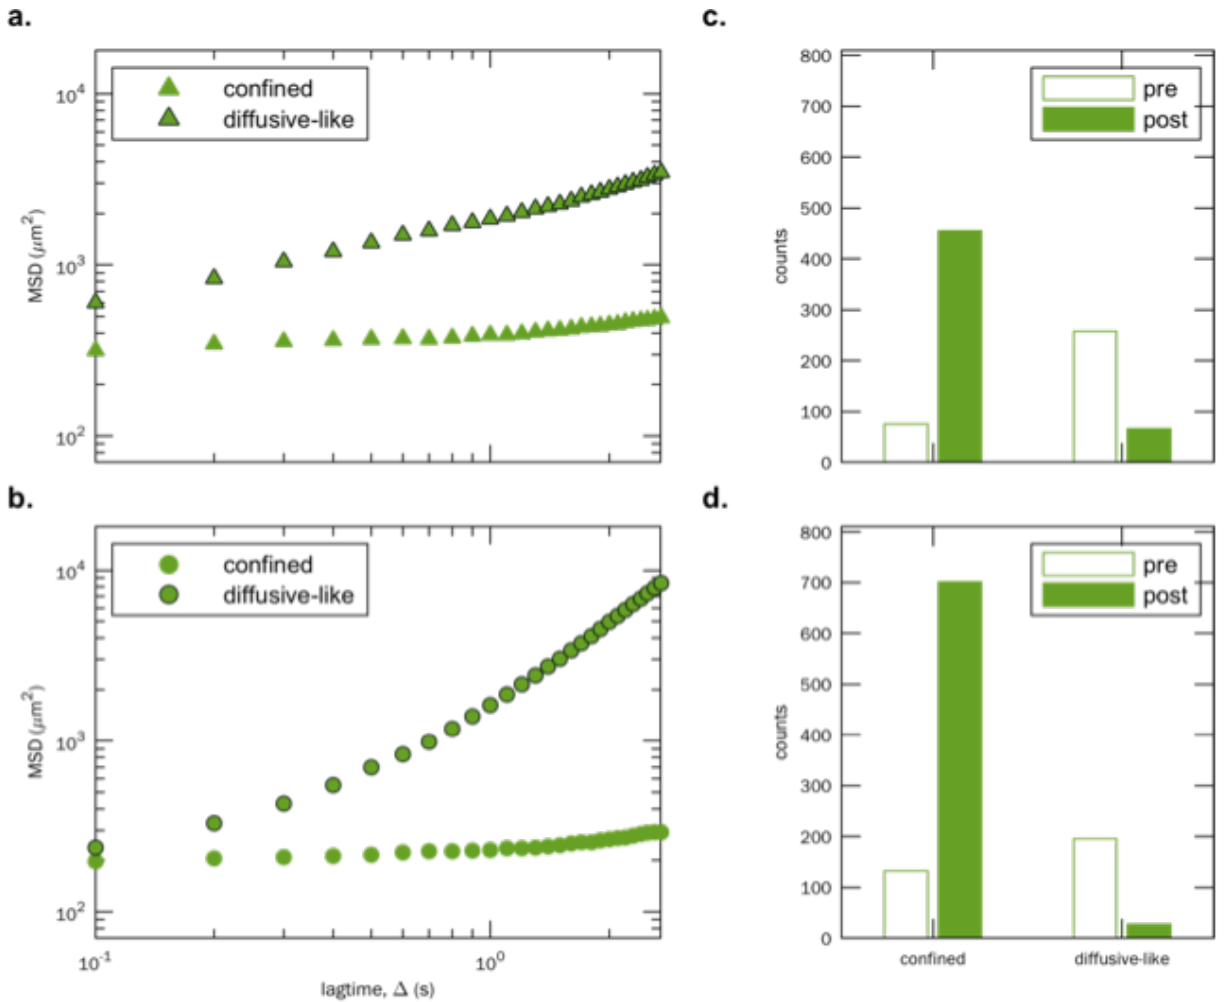 a.
confined
diffusive-like
10^4
10^3
10^2
MSD (μm^2)
c.
pre
post
800
700
600
500
400
300
200
100
0
counts
b.
confined
diffusive-like
10^4
10^3
10^2
MSD (μm^2)
10^-1
10^0
lagtime, Δ (s)
d.
pre
post
800
700
600
500
400
300
200
100
0
counts
confined
diffusive-like